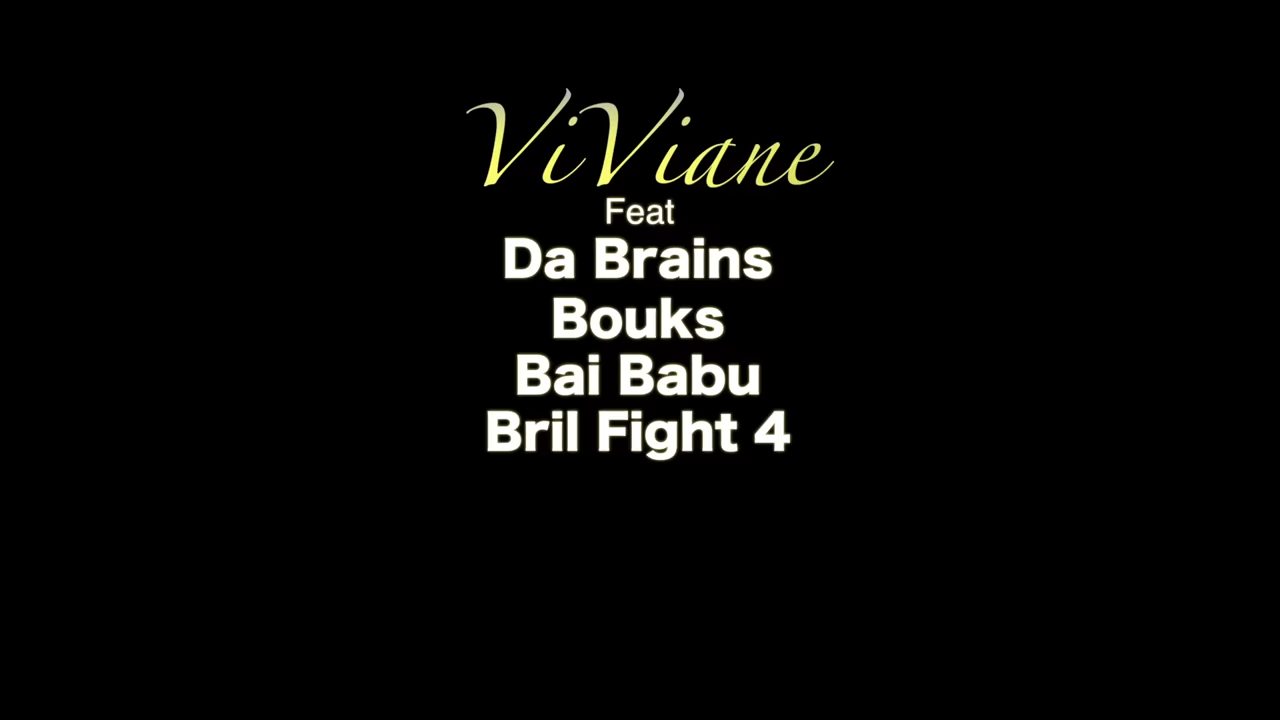 ViViane
Feat
Da Brains
Bouks
Bai Babu
Bril Fight 4